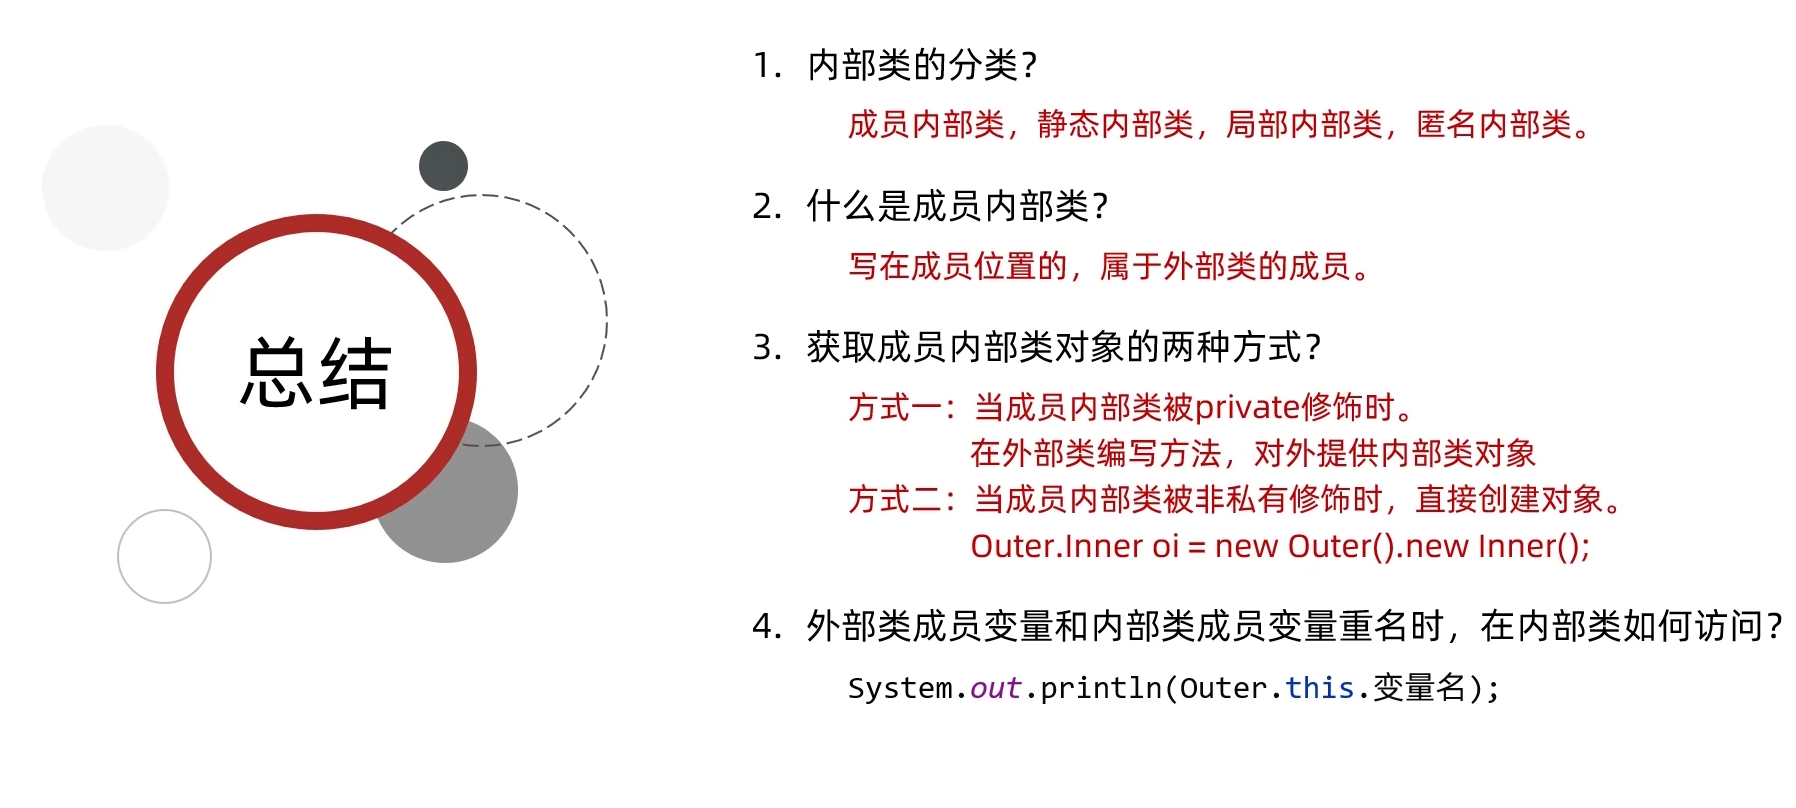 总结
1. 内部类的分类?
成员内部类，静态内部类，局部内部类，匿名内部类。
2. 什么是成员内部类?
写在成员位置的，属于外部类的成员。
3. 获取成员内部类对象的两种方式?
方式一：当成员内部类被private修饰时。
在外部类编写方法，对外提供内部类对象
方式二：当成员内部类被非私有修饰时，直接创建对象。
Outer.Inner oi = new Outer().new Inner();
4. 外部类成员变量和内部类成员变量重名时，在内部类如何访问?
System.out.println(Outer.this.变量名);